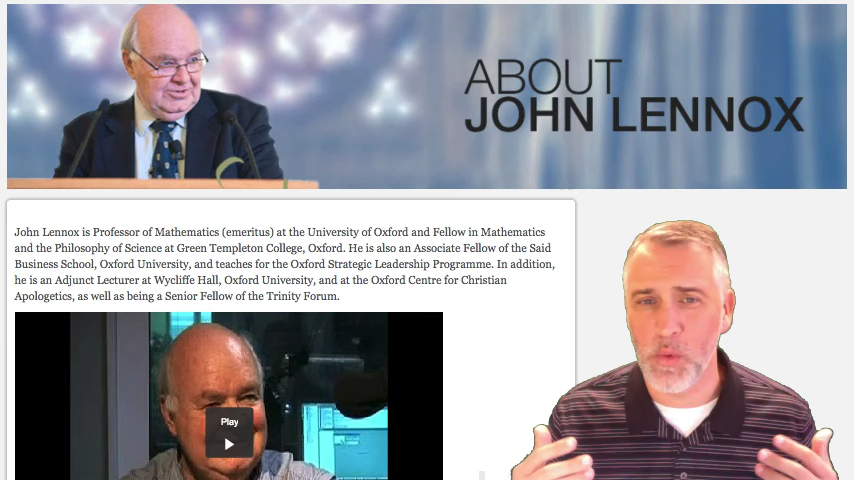 ABOUT
JOHN LENNOX
John Lennox is Professor of Mathematics (emeritus) at the University of Oxford and Fellow in Mathematics
and the Philosophy of Science at Green Templeton College, Oxford. He is also an Associate Fellow of the Said
Business School, Oxford University, and teaches for the Oxford Strategic Leadership Programme. In addition,
he is an Adjunct Lecturer at Wycliffe Hall, Oxford University, and at the Oxford Centre for Christian
Apologetics, as well as being a Senior Fellow of the Trinity Forum.
Play